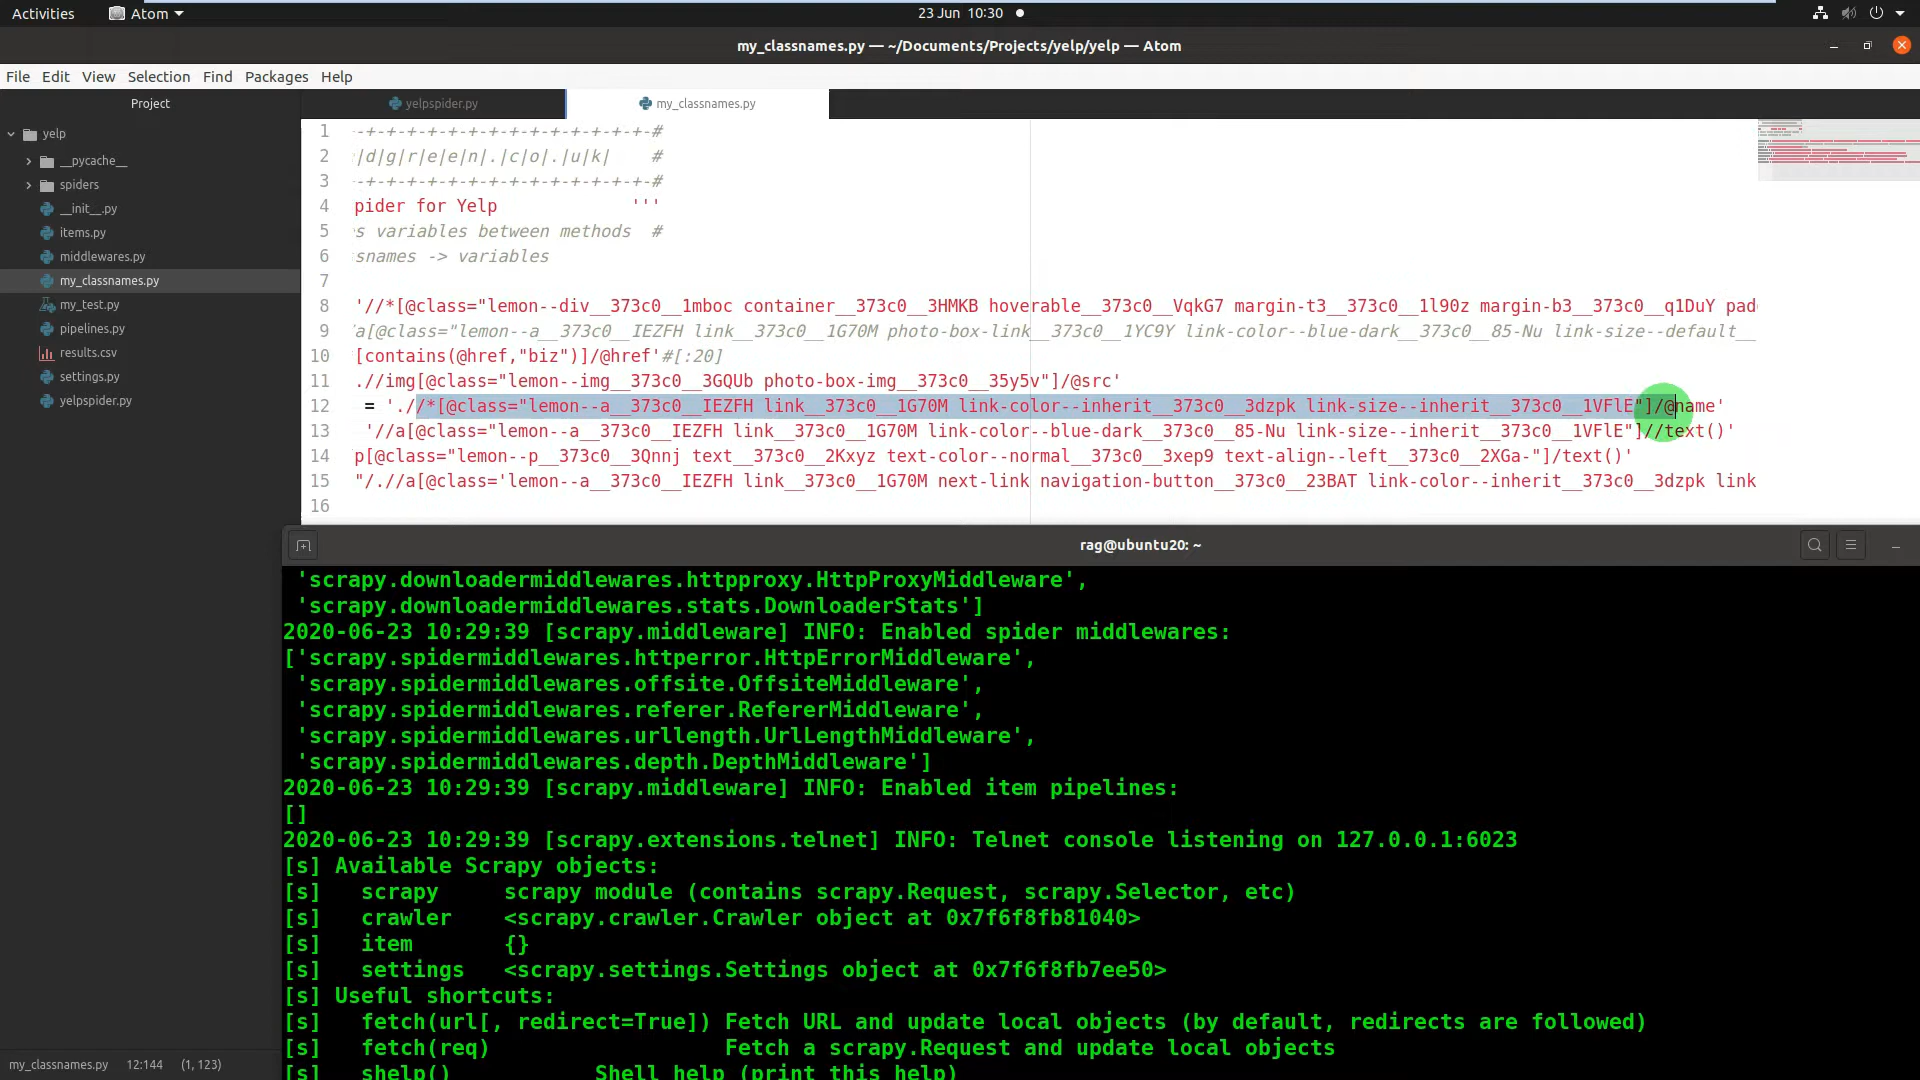 Activities Atom 23 Jun 10:30
my_classnames.py — ~/Documents/Projects/yelp/yelp — Atom
File Edit View Selection Find Packages Help
Project
yelpspider.py
my_classnames.py
yelp
__pycache__
spiders
__init__.py
items.py
middlewares.py
my_classnames.py
my_test.py
pipelines.py
results.csv
settings.py
yelpspider.py
1 -+-+-+-+-+-+-+-+-+-+-+-+-+-+-#
2 |d|g|r|e|e|n|.|c|o|.|u|k| #
3 -+-+-+-+-+-+-+-+-+-+-+-+-+-+-#
4 pider for Yelp '''
5 s variables between methods #
6 snames -> variables
7
8 '//*[@class="lemon--div__373c0__1mboc container__373c0__3HMKB hoverable__373c0__VqkG7 margin-t3__373c0__1l90z margin-b3__373c0__q1DuY pad
9 a[@class="lemon--a__373c0__IEZFH link__373c0__1G70M photo-box-link__373c0__1YC9Y link-color--blue-dark__373c0__85-Nu link-size--default__
10 [contains(@href,"biz")]/@href'#[:20]
11 .//img[@class="lemon--img__373c0__3GQUb photo-box-img__373c0__35y5v"]/@src'
12 = './/*[@class="lemon--a__373c0__IEZFH link__373c0__1G70M link-color--inherit__373c0__3dzpk link-size--inherit__373c0__1VFlE"]/@name'
13 '//a[@class="lemon--a__373c0__IEZFH link__373c0__1G70M link-color--blue-dark__373c0__85-Nu link-size--inherit__373c0__1VFlE"]//text()'
14 'p[@class="lemon--p__373c0__3Qnnj text__373c0__2Kxyz text-color--normal__373c0__3xep9 text-align--left__373c0__2XGa-"]/text()'
15 "/.//a[@class='lemon--a__373c0__IEZFH link__373c0__1G70M next-link navigation-button__373c0__23BAT link-color--inherit__373c0__3dzpk link
16
rag@ubuntu20: ~
'scrapy.downloadermiddlewares.httpproxy.HttpProxyMiddleware',
'scrapy.downloadermiddlewares.stats.DownloaderStats']
2020-06-23 10:29:39 [scrapy.middleware] INFO: Enabled spider middlewares:
['scrapy.spidermiddlewares.httperror.HttpErrorMiddleware',
'scrapy.spidermiddlewares.offsite.OffsiteMiddleware',
'scrapy.spidermiddlewares.referer.RefererMiddleware',
'scrapy.spidermiddlewares.urllength.UrlLengthMiddleware',
'scrapy.spidermiddlewares.depth.DepthMiddleware']
2020-06-23 10:29:39 [scrapy.middleware] INFO: Enabled item pipelines:
[]
2020-06-23 10:29:39 [scrapy.extensions.telnet] INFO: Telnet console listening on 127.0.0.1:6023
[s] Available Scrapy objects:
[s] scrapy scrapy module (contains scrapy.Request, scrapy.Selector, etc)
[s] crawler <scrapy.crawler.Crawler object at 0x7f6f8fb81040>
[s] item {}
[s] settings <scrapy.settings.Settings object at 0x7f6f8fb7ee50>
[s] Useful shortcuts:
[s] fetch(url[, redirect=True]) Fetch URL and update local objects (by default, redirects are followed)
[s] fetch(req) Fetch a scrapy.Request and update local objects
[s] shelp() Shell help (print this help)
my_classnames.py 12:144 (1, 123)